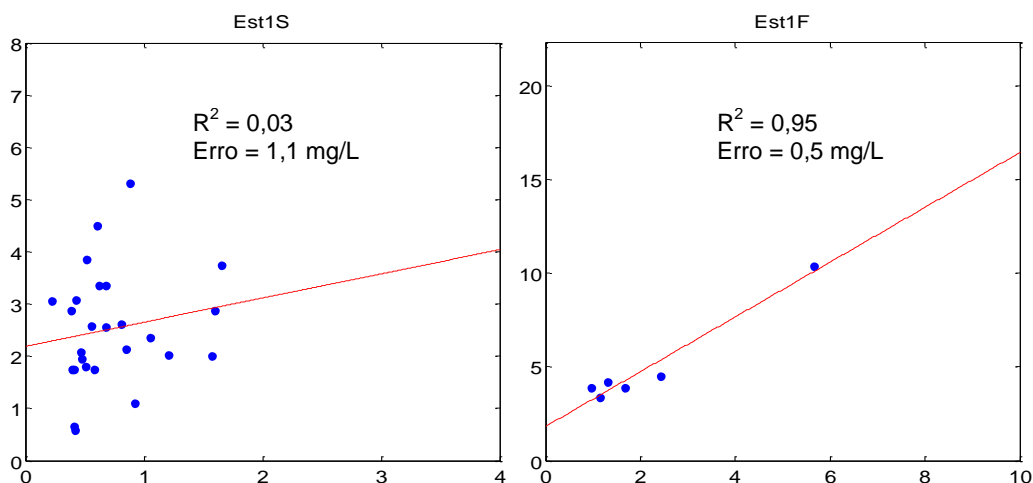 Est1S
8
7
6
5
4
3
2
1
0
0 1 2 3 4
R² = 0,03
Erro = 1,1 mg/L
Est1F
20
15
10
5
0
0 2 4 6 8 10
R² = 0,95
Erro = 0,5 mg/L